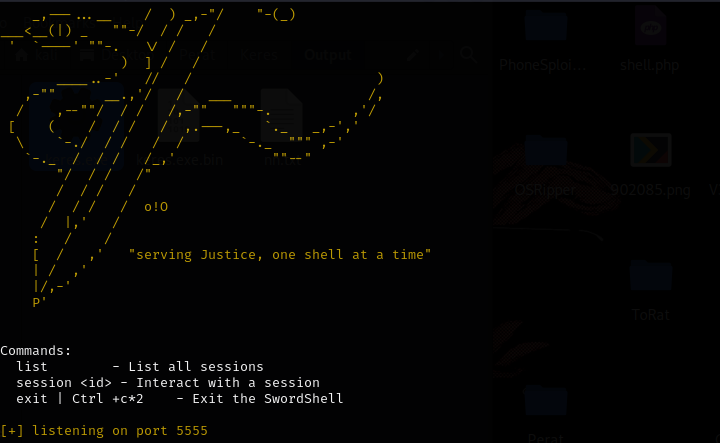 Output
PhoneSploi...
shell.php
OSRipper
902085.png
ToRat
o!O
"serving Justice, one shell at a time"
Commands:
list - List all sessions
session <id> - Interact with a session
exit | Ctrl +c*2 - Exit the SwordShell
[+] listening on port 5555